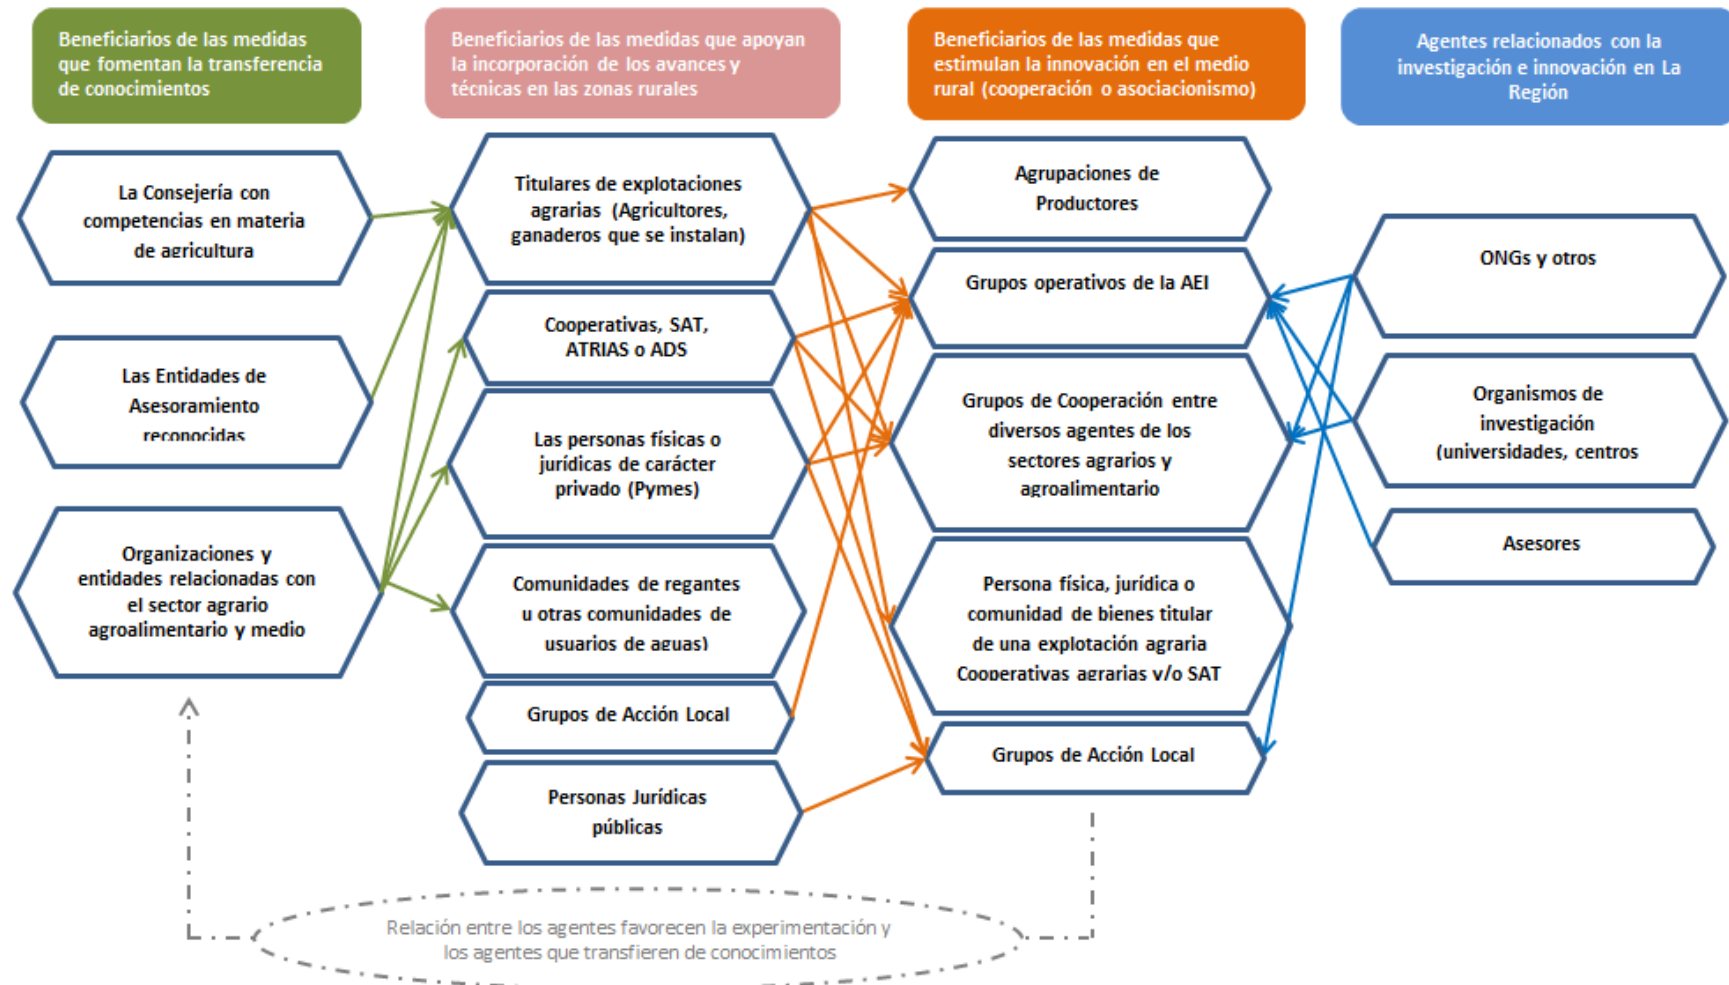 Beneficiarios de las medidas
que fomentan la transferencia
de conocimientos
Beneficiarios de las medidas que apoyan
la incorporación de los avances y
técnicas en las zonas rurales
Beneficiarios de las medidas que
estimulan la innovación en el medio
rural (cooperación o asociacionismo)
Agentes relacionados con la
investigación e innovación en La
Región
La Consejería con
competencias en materia
de agricultura
Las Entidades de
Asesoramiento
reconocidas
Organizaciones y
entidades relacionadas con
el sector agrario
agroalimentario y medio
Titulares de explotaciones
agrarias (Agricultores,
ganaderos que se instalan)
Cooperativas, SAT,
ATRIAS o ADS
Las personas físicas o
jurídicas de carácter
privado (Pymes)
Comunidades de regantes
u otras comunidades de
usuarios de aguas)
Grupos de Acción Local
Personas Jurídicas
públicas
Agrupaciones de
Productores
Grupos operativos de la AEI
Grupos de Cooperación entre
diversos agentes de los
sectores agrarios y
agroalimentario
Persona física, jurídica o
comunidad de bienes titular
de una explotación agraria
Cooperativas agrarias y/o SAT
Grupos de Acción Local
ONGs y otros
Organismos de
investigación
(universidades, centros
Asesores
Relación entre los agentes favorecen la experimentación y
los agentes que transfieren de conocimientos